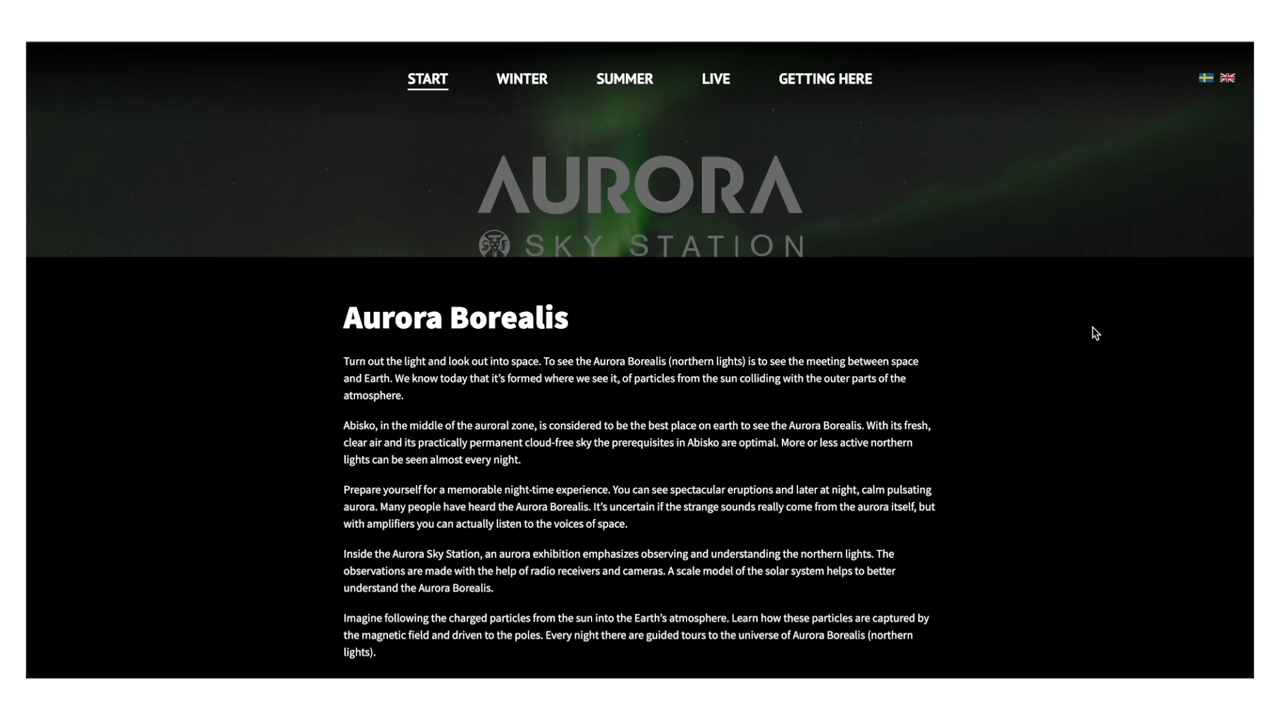 START WINTER SUMMER LIVE GETTING HERE
AURORA
STF SKY STATION
Aurora Borealis
Turn out the light and look out into space. To see the Aurora Borealis (northern lights) is to see the meeting between space
and Earth. We know today that it's formed where we see it, of particles from the sun colliding with the outer parts of the
atmosphere.
Abisko, in the middle of the auroral zone, is considered to be the best place on earth to see the Aurora Borealis. With its fresh,
clear air and its practically permanent cloud-free sky the prerequisites in Abisko are optimal. More or less active northern
lights can be seen almost every night.
Prepare yourself for a memorable night-time experience. You can see spectacular eruptions and later at night, calm pulsating
aurora. Many people have heard the Aurora Borealis. It's uncertain if the strange sounds really come from the aurora itself, but
with amplifiers you can actually listen to the voices of space.
Inside the Aurora Sky Station, an aurora exhibition emphasizes observing and understanding the northern lights. The
observations are made with the help of radio receivers and cameras. A scale model of the solar system helps to better
understand the Aurora Borealis.
Imagine following the charged particles from the sun into the Earth's atmosphere. Learn how these particles are captured by
the magnetic field and driven to the poles. Every night there are guided tours to the universe of Aurora Borealis (northern
lights).